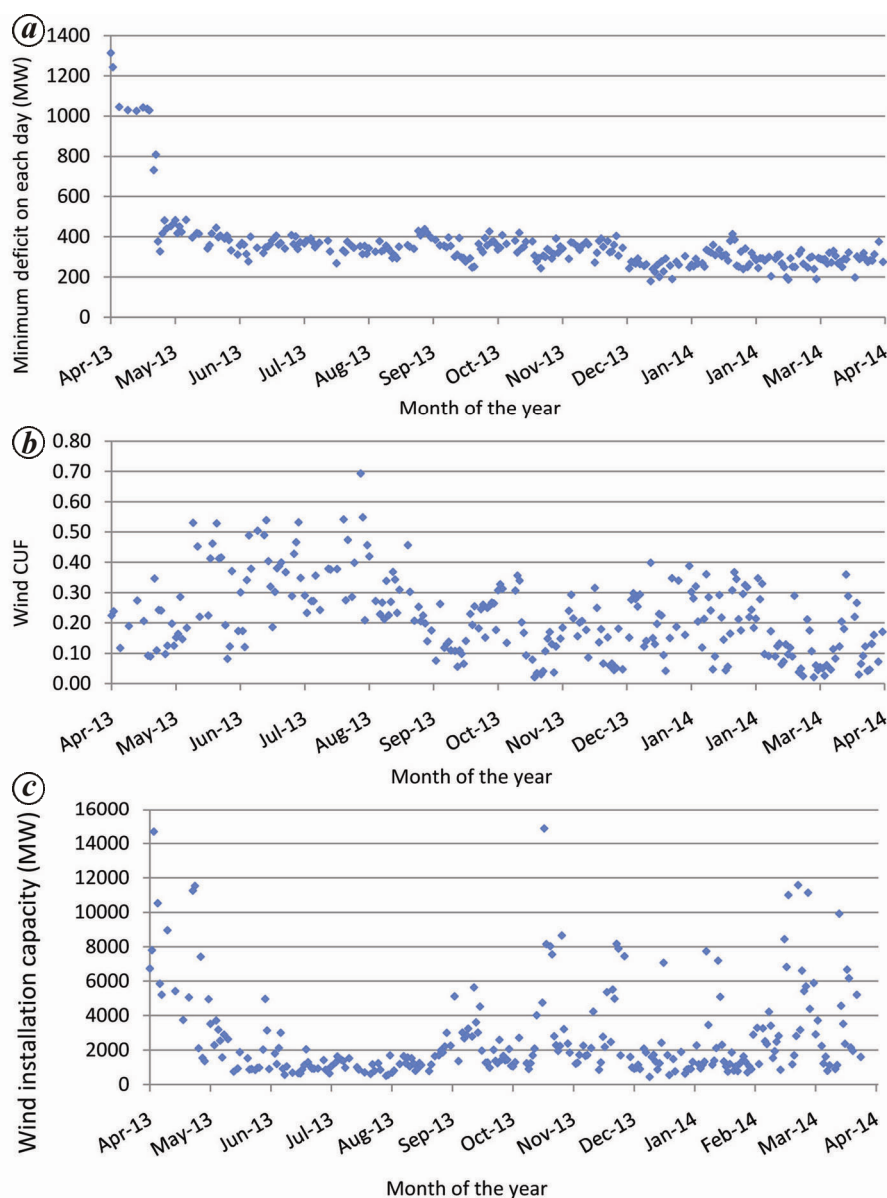 a
Minimum deficit on each day (MW)
1400
1200
1000
800
600
400
200
0
Apr-13 May-13 Jun-13 Jul-13 Aug-13 Sep-13 Oct-13 Nov-13 Dec-13 Jan-14 Jan-14 Mar-14 Apr-14
Month of the year
b
Wind CUF
0.80
0.70
0.60
0.50
0.40
0.30
0.20
0.10
0.00
Apr-13 May-13 Jun-13 Jul-13 Aug-13 Sep-13 Oct-13 Nov-13 Dec-13 Jan-14 Jan-14 Mar-14 Apr-14
Month of the year
c
Wind installation capacity (MW)
16000
14000
12000
10000
8000
6000
4000
2000
0
Apr-13 May-13 Jun-13 Jul-13 Aug-13 Sep-13 Oct-13 Nov-13 Dec-13 Jan-14 Feb-14 Mar-14 Apr-14
Month of the year